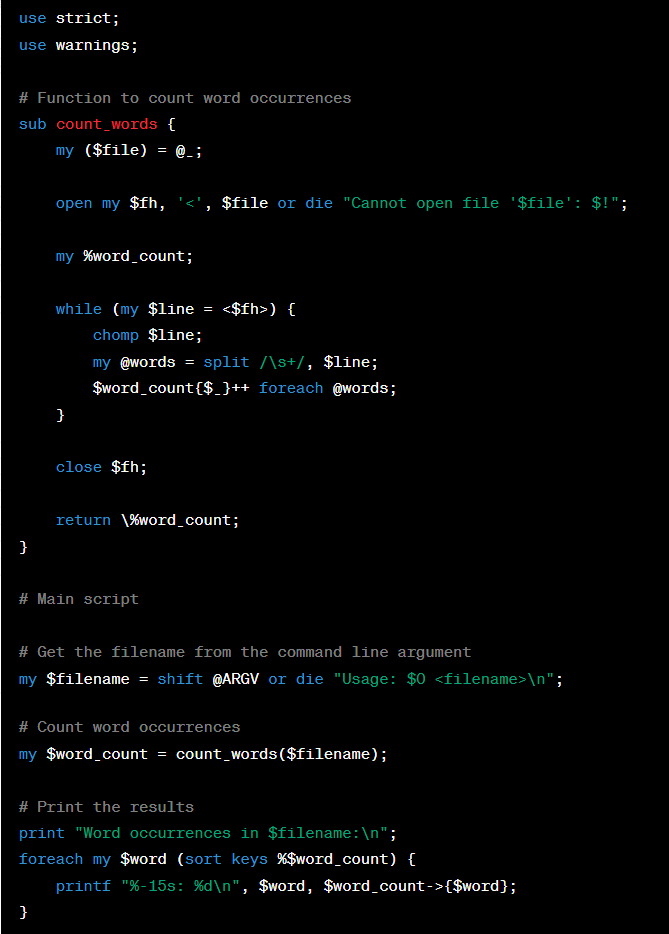 use strict;
use warnings;

# Function to count word occurrences
sub count_words {
    my ($file) = @_;

    open my $fh, '<', $file or die "Cannot open file '$file': $!";

    my %word_count;

    while (my $line = <$fh>) {
        chomp $line;
        my @words = split /\s+/, $line;
        $word_count{$_}++ foreach @words;
    }

    close $fh;

    return \%word_count;
}

# Main script

# Get the filename from the command line argument
my $filename = shift @ARGV or die "Usage: $0 <filename>\n";

# Count word occurrences
my $word_count = count_words($filename);

# Print the results
print "Word occurrences in $filename:\n";
foreach my $word (sort keys %$word_count) {
    printf "%-15s: %d\n", $word, $word_count->{$word};
}